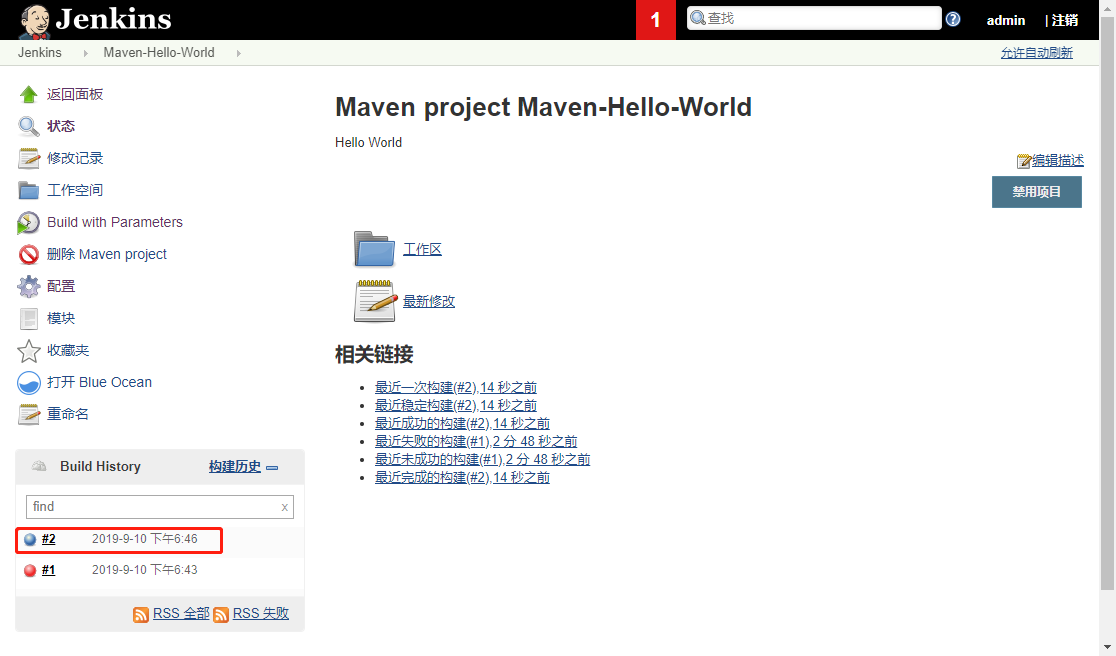 Jenkins
1
查找
?
admin
| 注销
Jenkins
Maven-Hello-World
允许自动刷新
返回面板
状态
修改记录
工作空间
Build with Parameters
删除 Maven project
配置
模块
收藏夹
打开 Blue Ocean
重命名
Build History
构建历史
find
x
#2 2019-9-10 下午6:46
#1 2019-9-10 下午6:43
RSS 全部
RSS 失败
Maven project Maven-Hello-World
Hello World
编辑描述
禁用项目
工作区
最新修改
相关链接
最近一次构建(#2),14 秒之前
最近稳定构建(#2),14 秒之前
最近成功的构建(#2),14 秒之前
最近失败的构建(#1),2 分 48 秒之前
最近未成功的构建(#1),2 分 48 秒之前
最近完成的构建(#2),14 秒之前